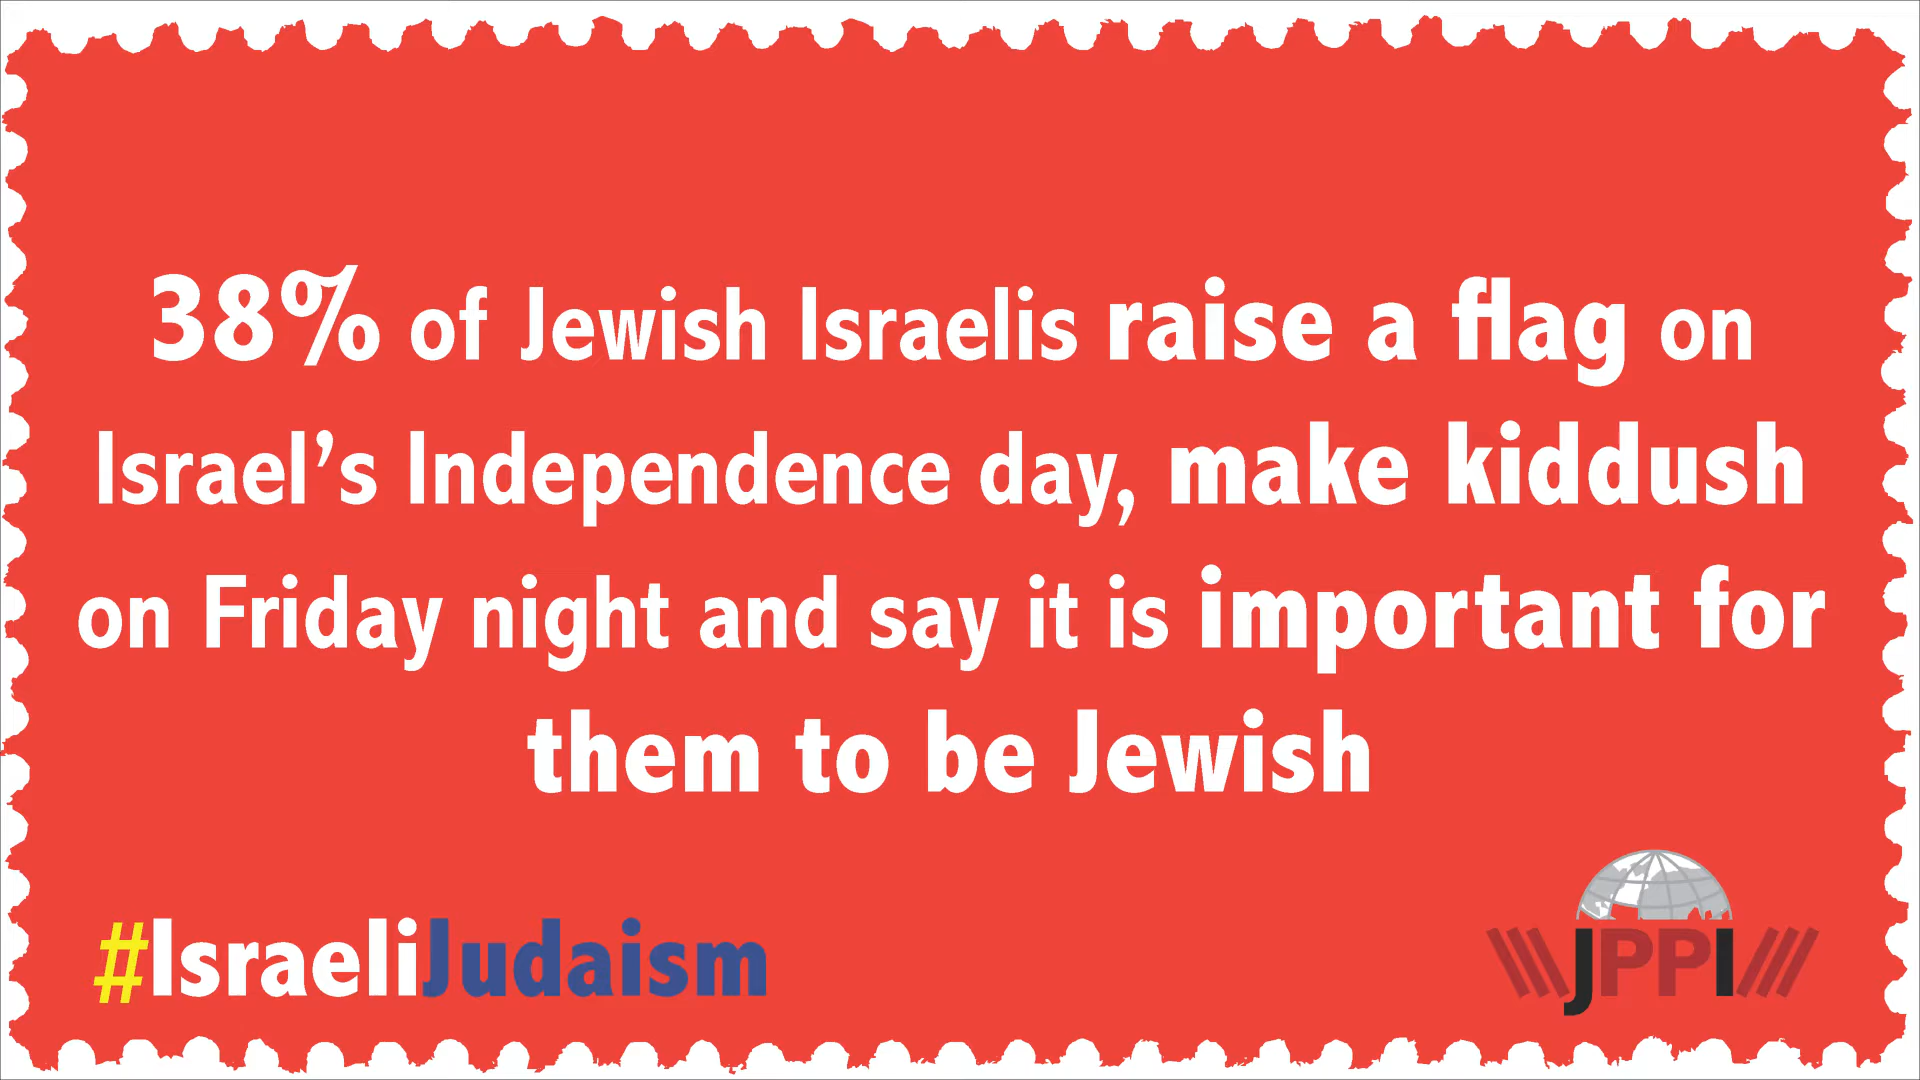 38% of Jewish Israelis raise a flag on
Israel’s Independence day, make kiddush
on Friday night and say it is important for
them to be Jewish
#IsraeliJudaism
JPPI